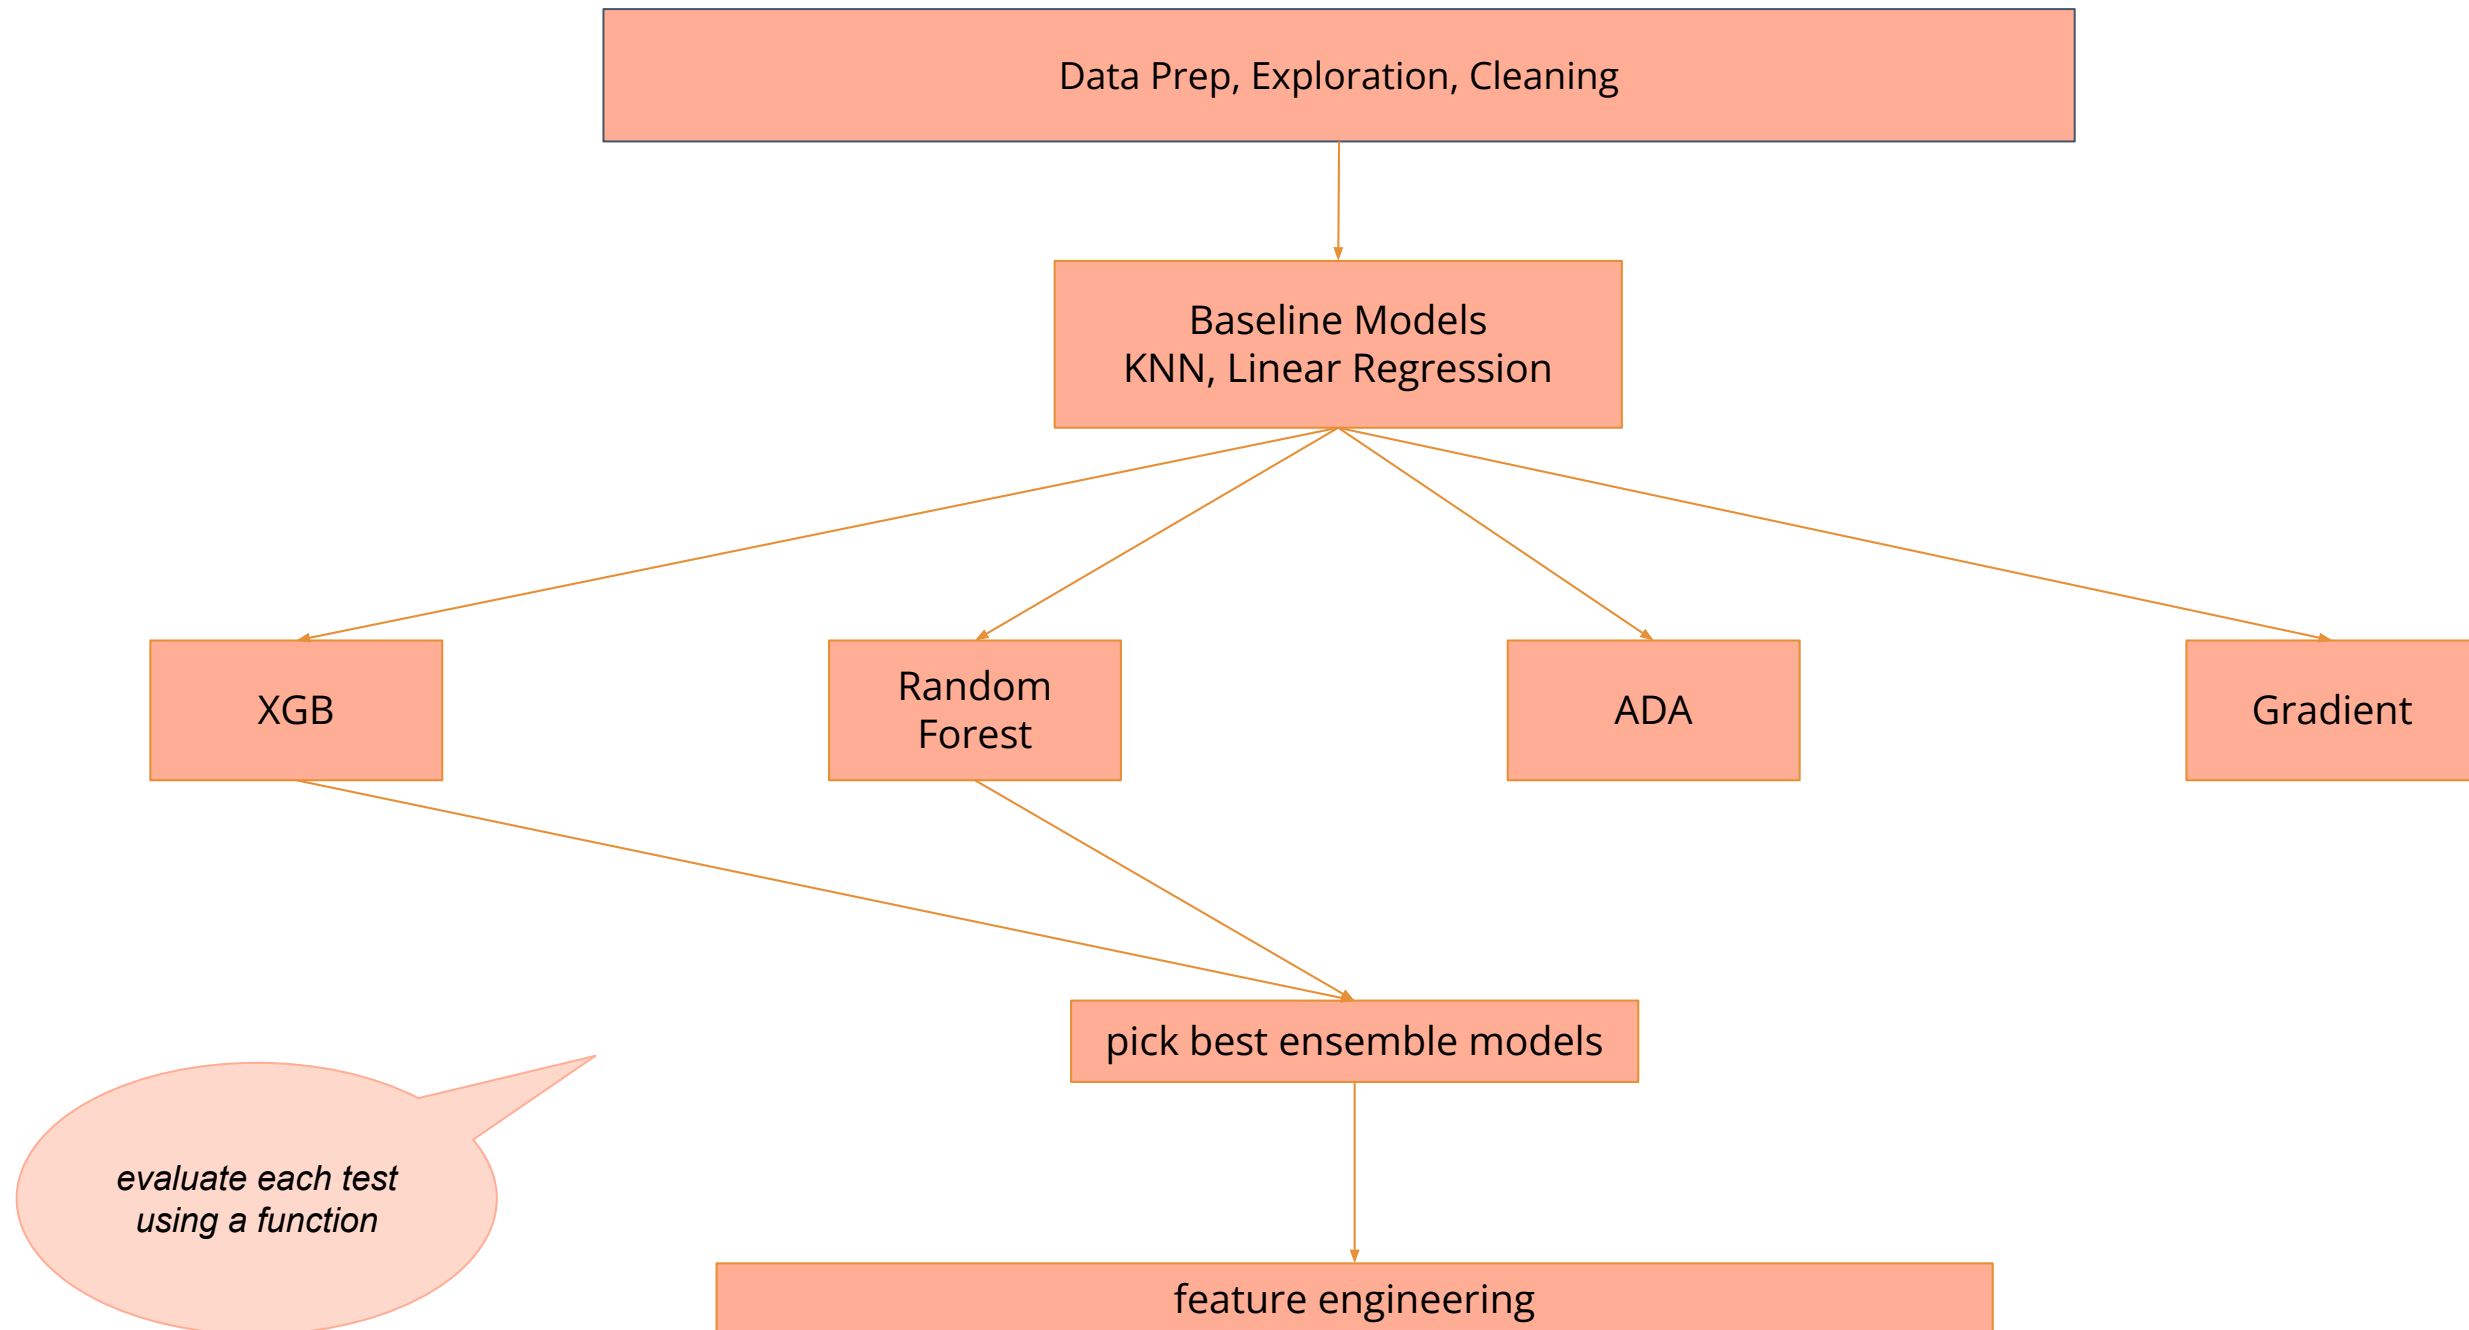 Data Prep, Exploration, Cleaning
Baseline Models
KNN, Linear Regression
XGB
Random
Forest
ADA
Gradient
pick best ensemble models
evaluate each test
using a function
feature engineering